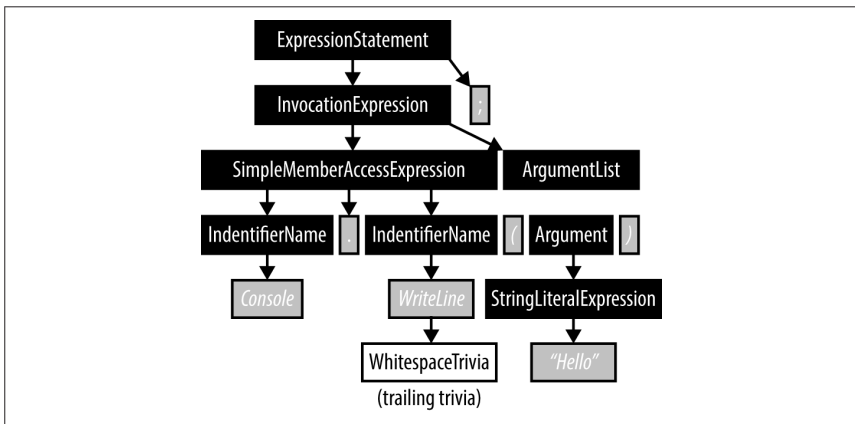 ExpressionStatement
InvocationExpression ;
SimpleMemberAccessExpression ArgumentList
IndentifierName . IndentifierName ( Argument )
Console WriteLine StringLiteralExpression
WhitespaceTrivia “Hello”
(trailing trivia)